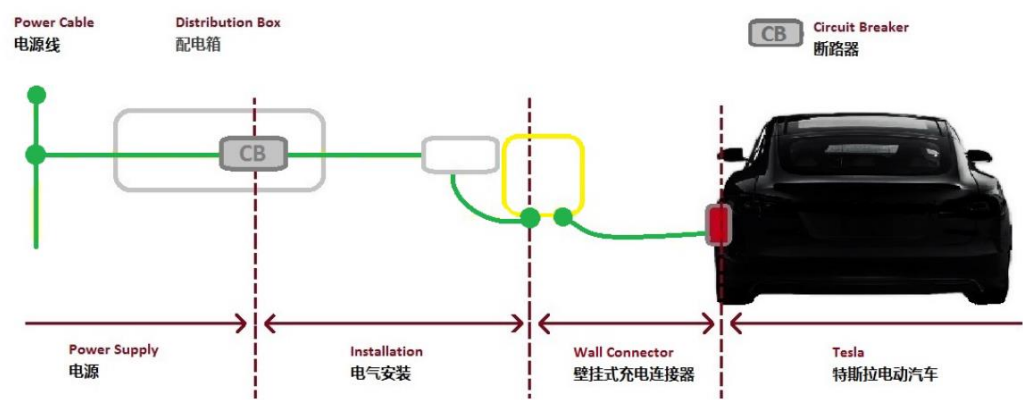 Power Cable
电源线
Distribution Box
配电箱
CB
Circuit Breaker
断路器
CB
Power Supply
电源
Installation
电气安装
Wall Connector
壁挂式充电连接器
Tesla
特斯拉电动汽车